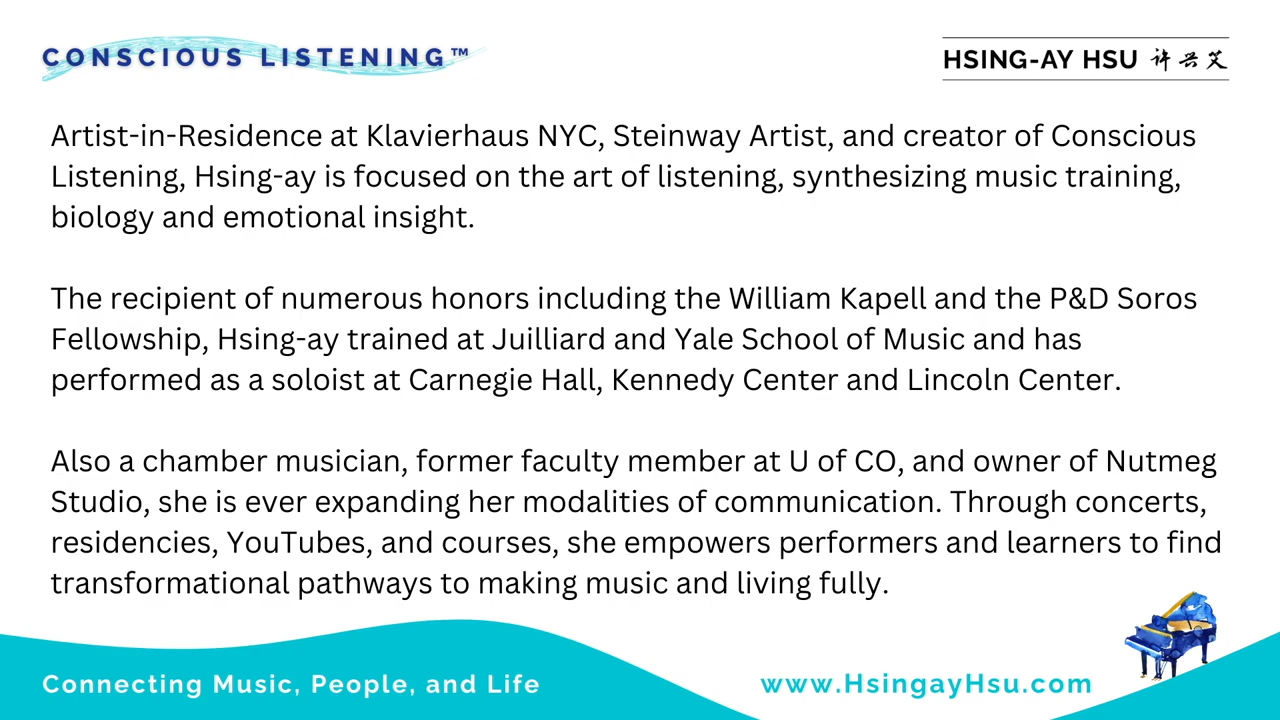 CONSCIOUS LISTENING™
HSING-AY HSU 许兴艾
Artist-in-Residence at Klavierhaus NYC, Steinway Artist, and creator of Conscious
Listening, Hsing-ay is focused on the art of listening, synthesizing music training,
biology and emotional insight.
The recipient of numerous honors including the William Kapell and the P&D Soros
Fellowship, Hsing-ay trained at Juilliard and Yale School of Music and has
performed as a soloist at Carnegie Hall, Kennedy Center and Lincoln Center.
Also a chamber musician, former faculty member at U of CO, and owner of Nutmeg
Studio, she is ever expanding her modalities of communication. Through concerts,
residencies, YouTubes, and courses, she empowers performers and learners to find
transformational pathways to making music and living fully.
Connecting Music, People, and Life
www.HsingayHsu.com